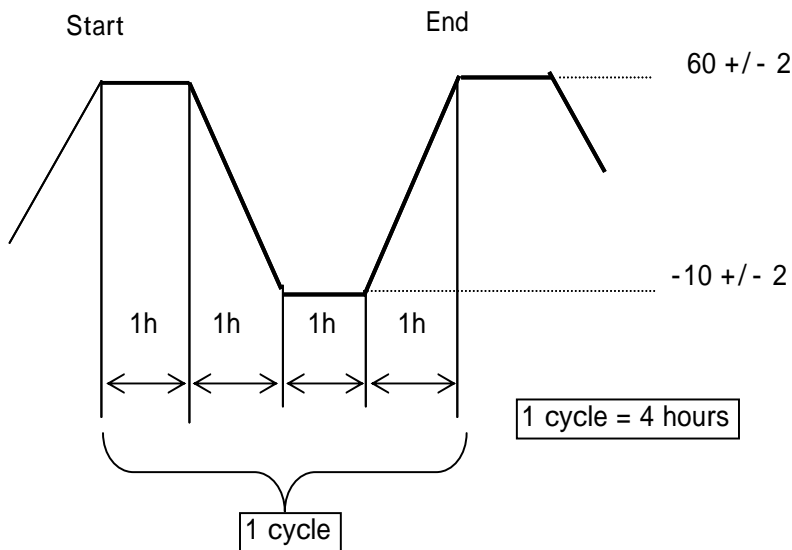 Start
End
60 +/- 2
-10 +/- 2
1h
1h
1h
1h
1 cycle = 4 hours
1 cycle